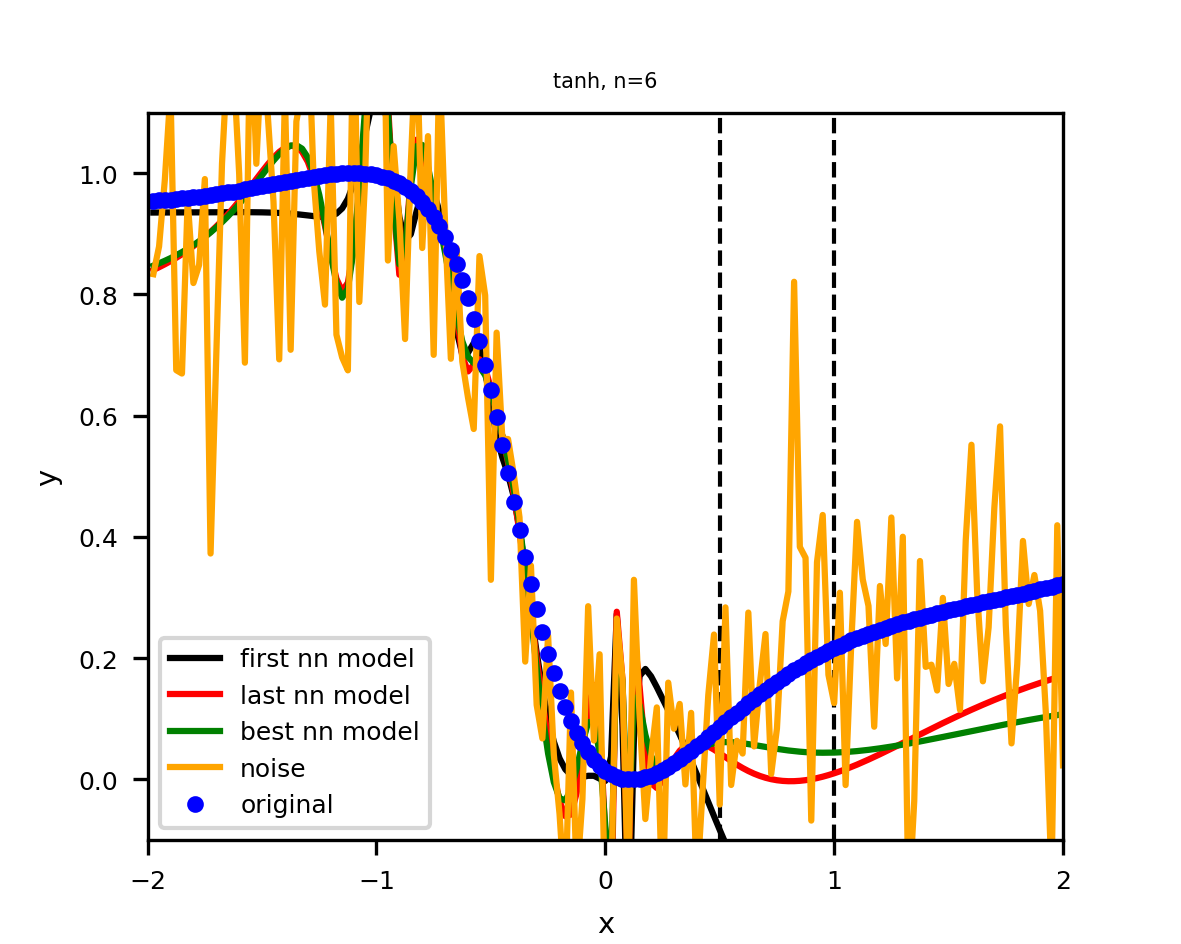 tanh, n=6
1.0
0.8
0.6
0.4
0.2
0.0
y
first nn model
last nn model
best nn model
noise
original
−2
−1
0
1
2
x